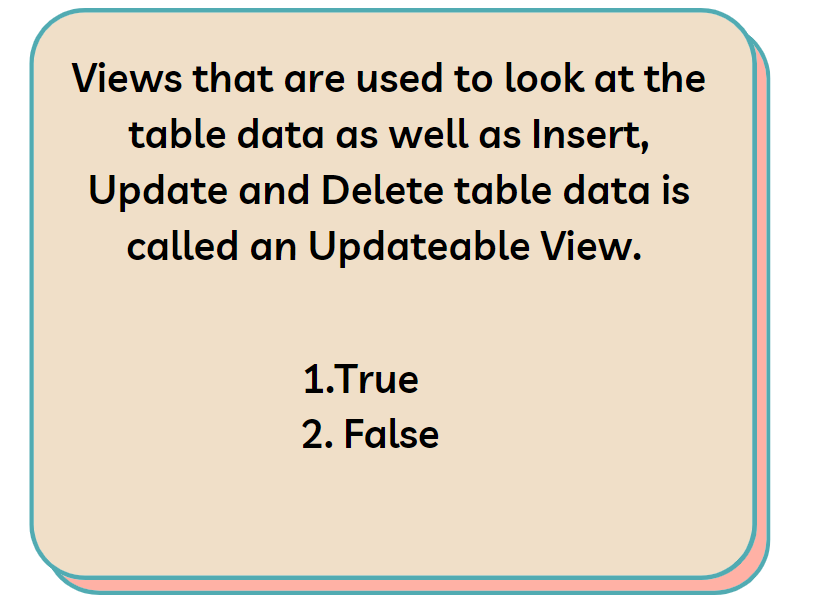 Views that are used to look at the
table data as well as Insert,
Update and Delete table data is
called an Updateable View.
1.True
2. False